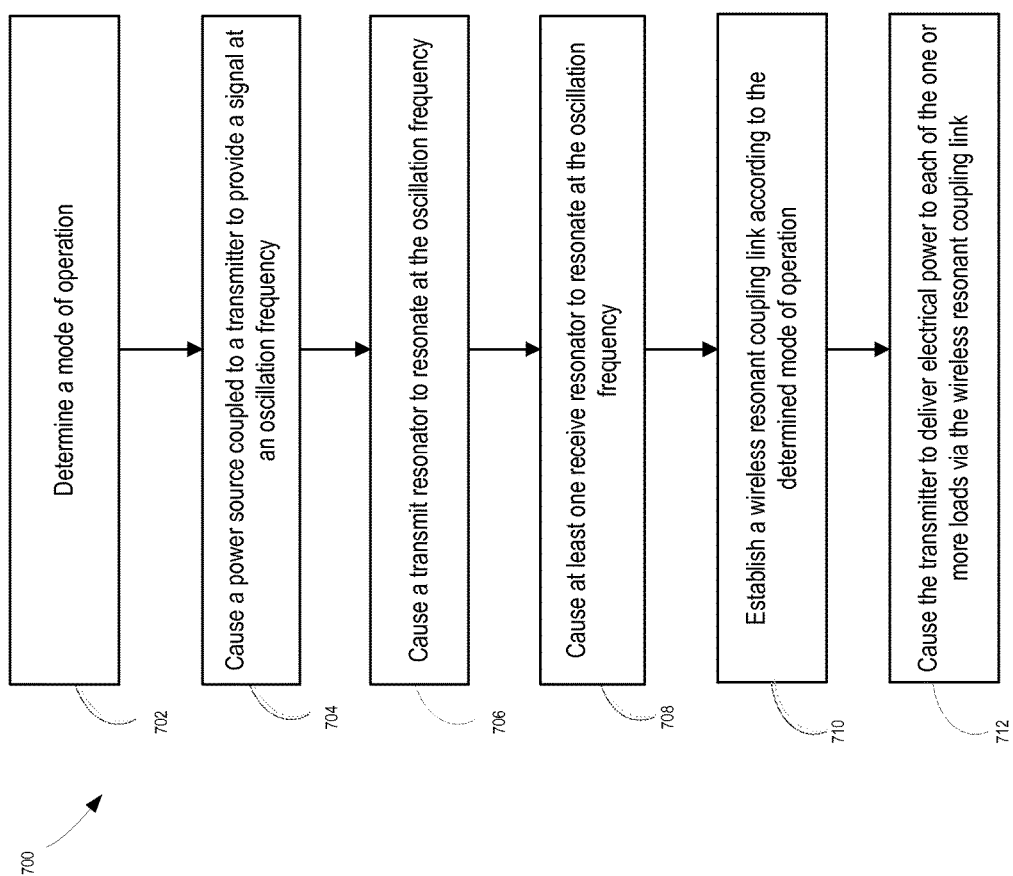 700
702
Determine a mode of operation
704
Cause a power source coupled to a transmitter to provide a signal at
an oscillation frequency
706
Cause a transmit resonator to resonate at the oscillation frequency
708
Cause at least one receive resonator to resonate at the oscillation
frequency
710
Establish a wireless resonant coupling link according to the
determined mode of operation
712
Cause the transmitter to deliver electrical power to each of the one or
more loads via the wireless resonant coupling link